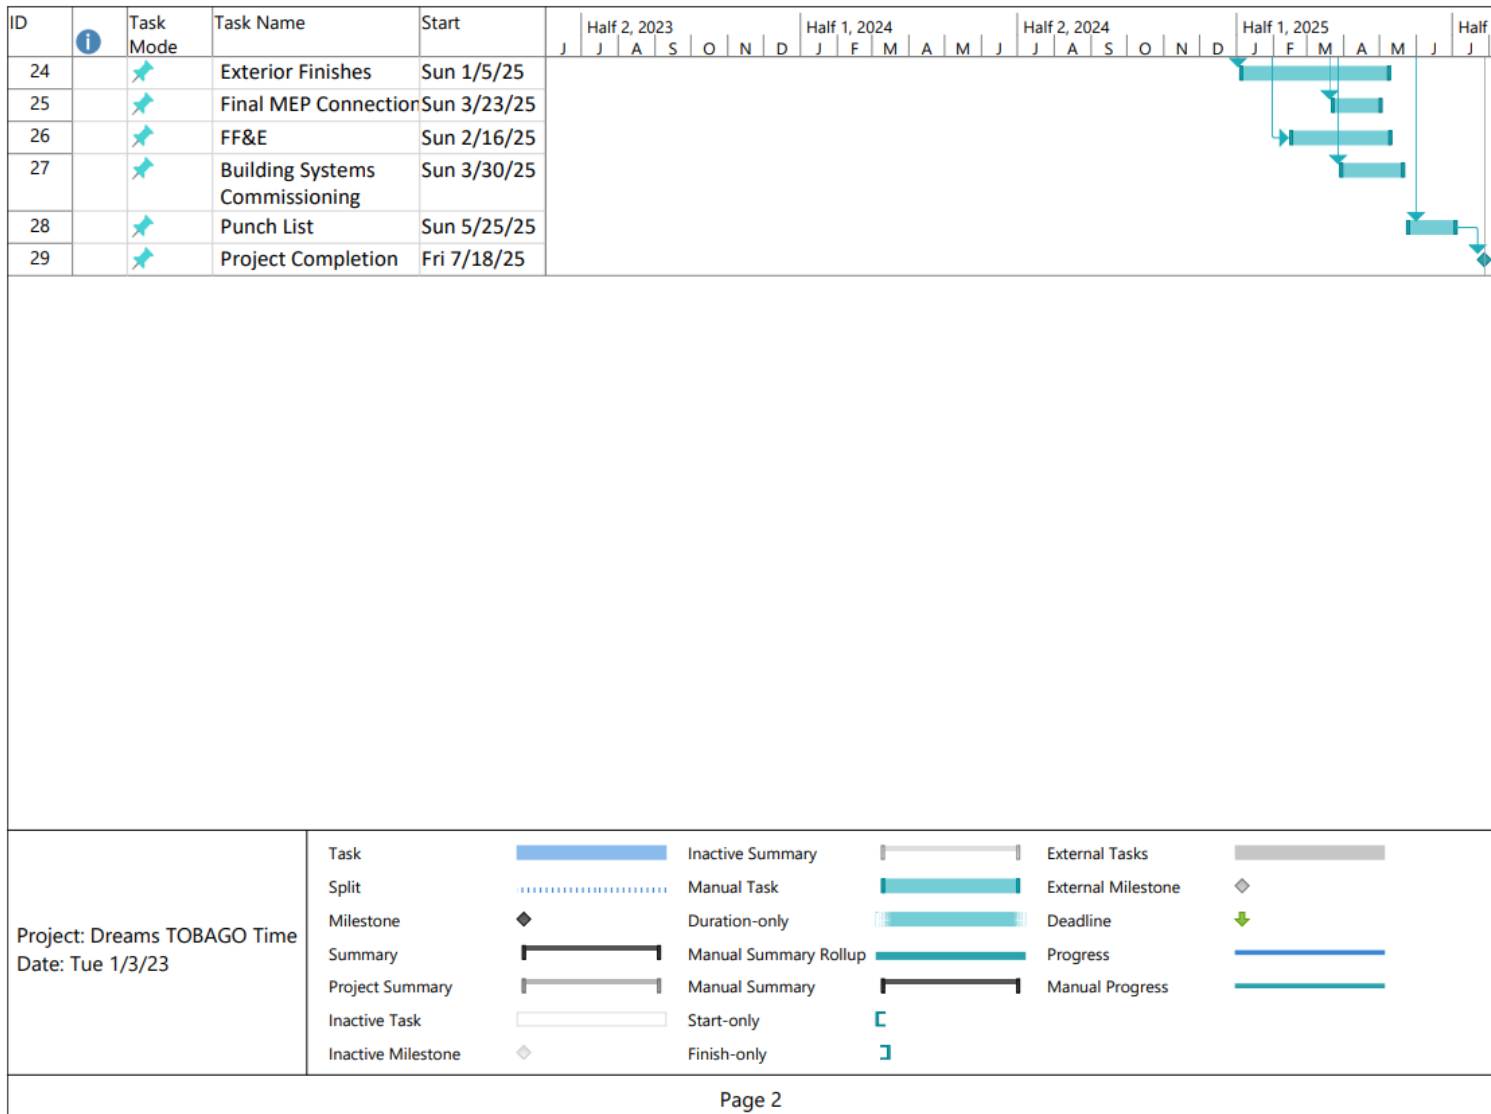 ID Task Mode Task Name Start
Half 2, 2023 Half 1, 2024 Half 2, 2024 Half 1, 2025 Half
J J A S O N D J F M A M J J A S O N D J F M A M J J
24 Exterior Finishes Sun 1/5/25
25 Final MEP Connection Sun 3/23/25
26 FF&E Sun 2/16/25
27 Building Systems Commissioning Sun 3/30/25
28 Punch List Sun 5/25/25
29 Project Completion Fri 7/18/25
Project: Dreams TOBAGO Time
Date: Tue 1/3/23
Task
Split
Milestone
Summary
Project Summary
Inactive Task
Inactive Milestone
Inactive Summary
Manual Task
Duration-only
Manual Summary Rollup
Manual Summary
Start-only
Finish-only
External Tasks
External Milestone
Deadline
Progress
Manual Progress
Page 2